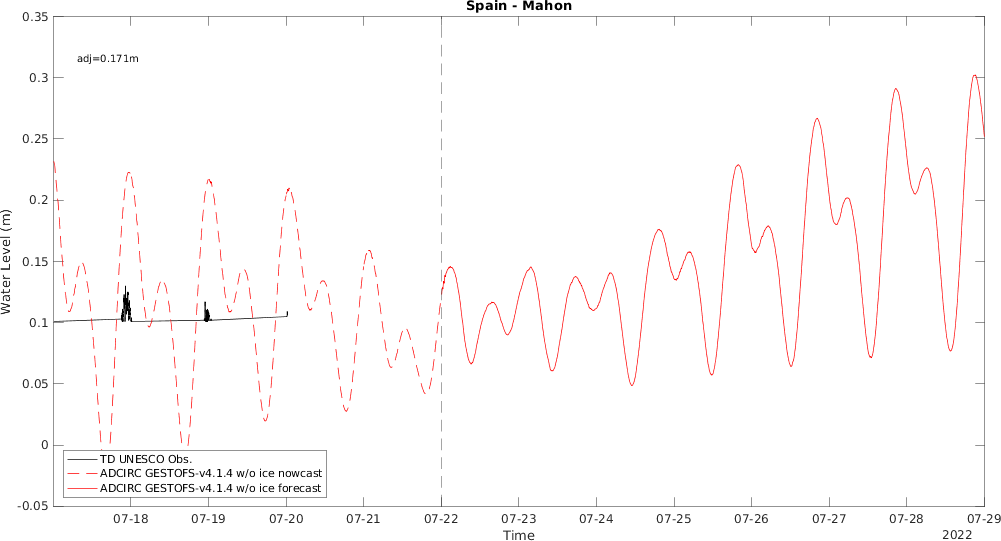 Spain - Mahon
adj=0.171m
0.35
0.3
0.25
0.2
0.15
0.1
0.05
0
-0.05
Water Level (m)
TD UNESCO Obs.
ADCIRC GESTOFS-v4.1.4 w/o ice nowcast
ADCIRC GESTOFS-v4.1.4 w/o ice forecast
07-18 07-19 07-20 07-21 07-22 07-23 07-24 07-25 07-26 07-27 07-28 07-29
Time
2022